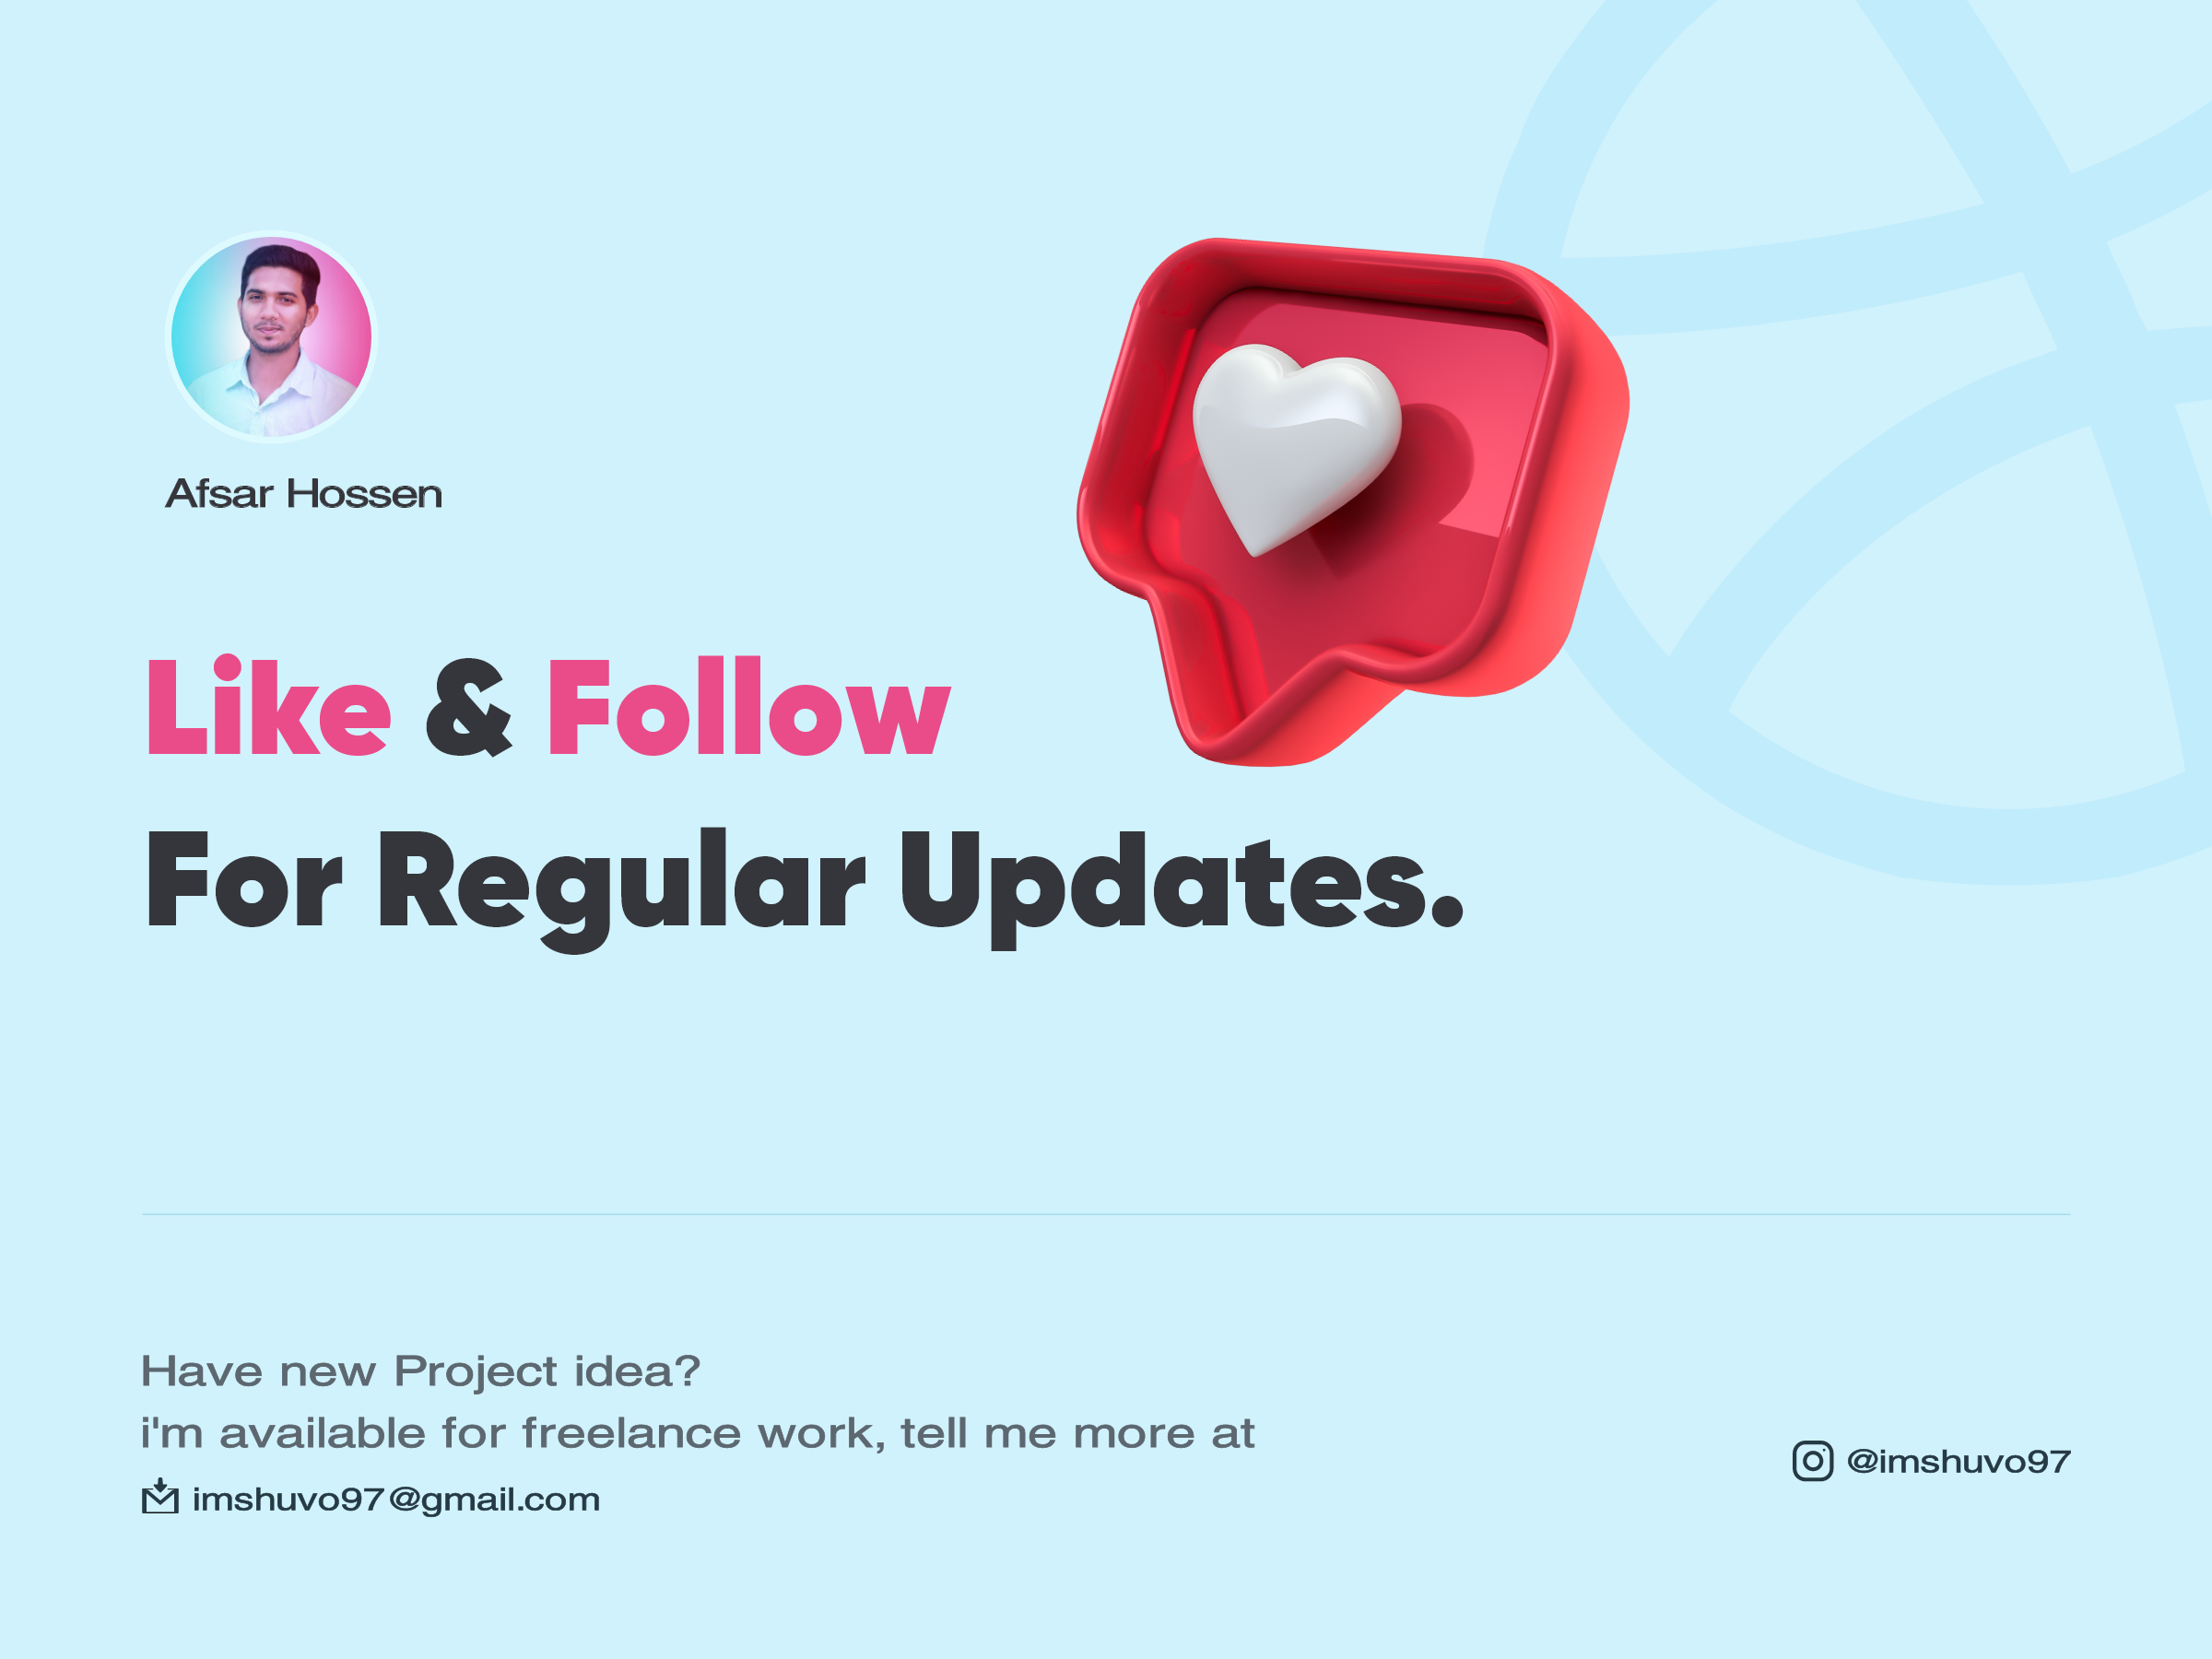 Afsar Hossen
Like & Follow
For Regular Updates.
Have new Project idea?
i'm available for freelance work, tell me more at
imshuvo97@gmail.com
@imshuvo97